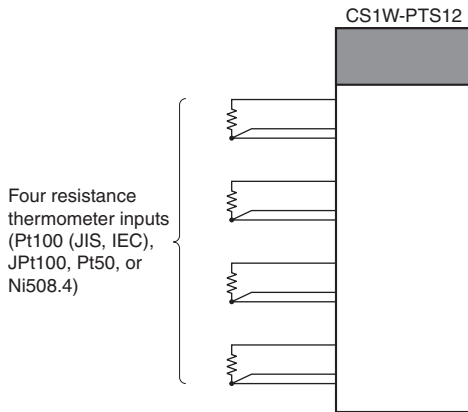 CS1W-PTS12
Four resistance
thermometer inputs
(Pt100 (JIS, IEC),
JPt100, Pt50, or
Ni508.4)